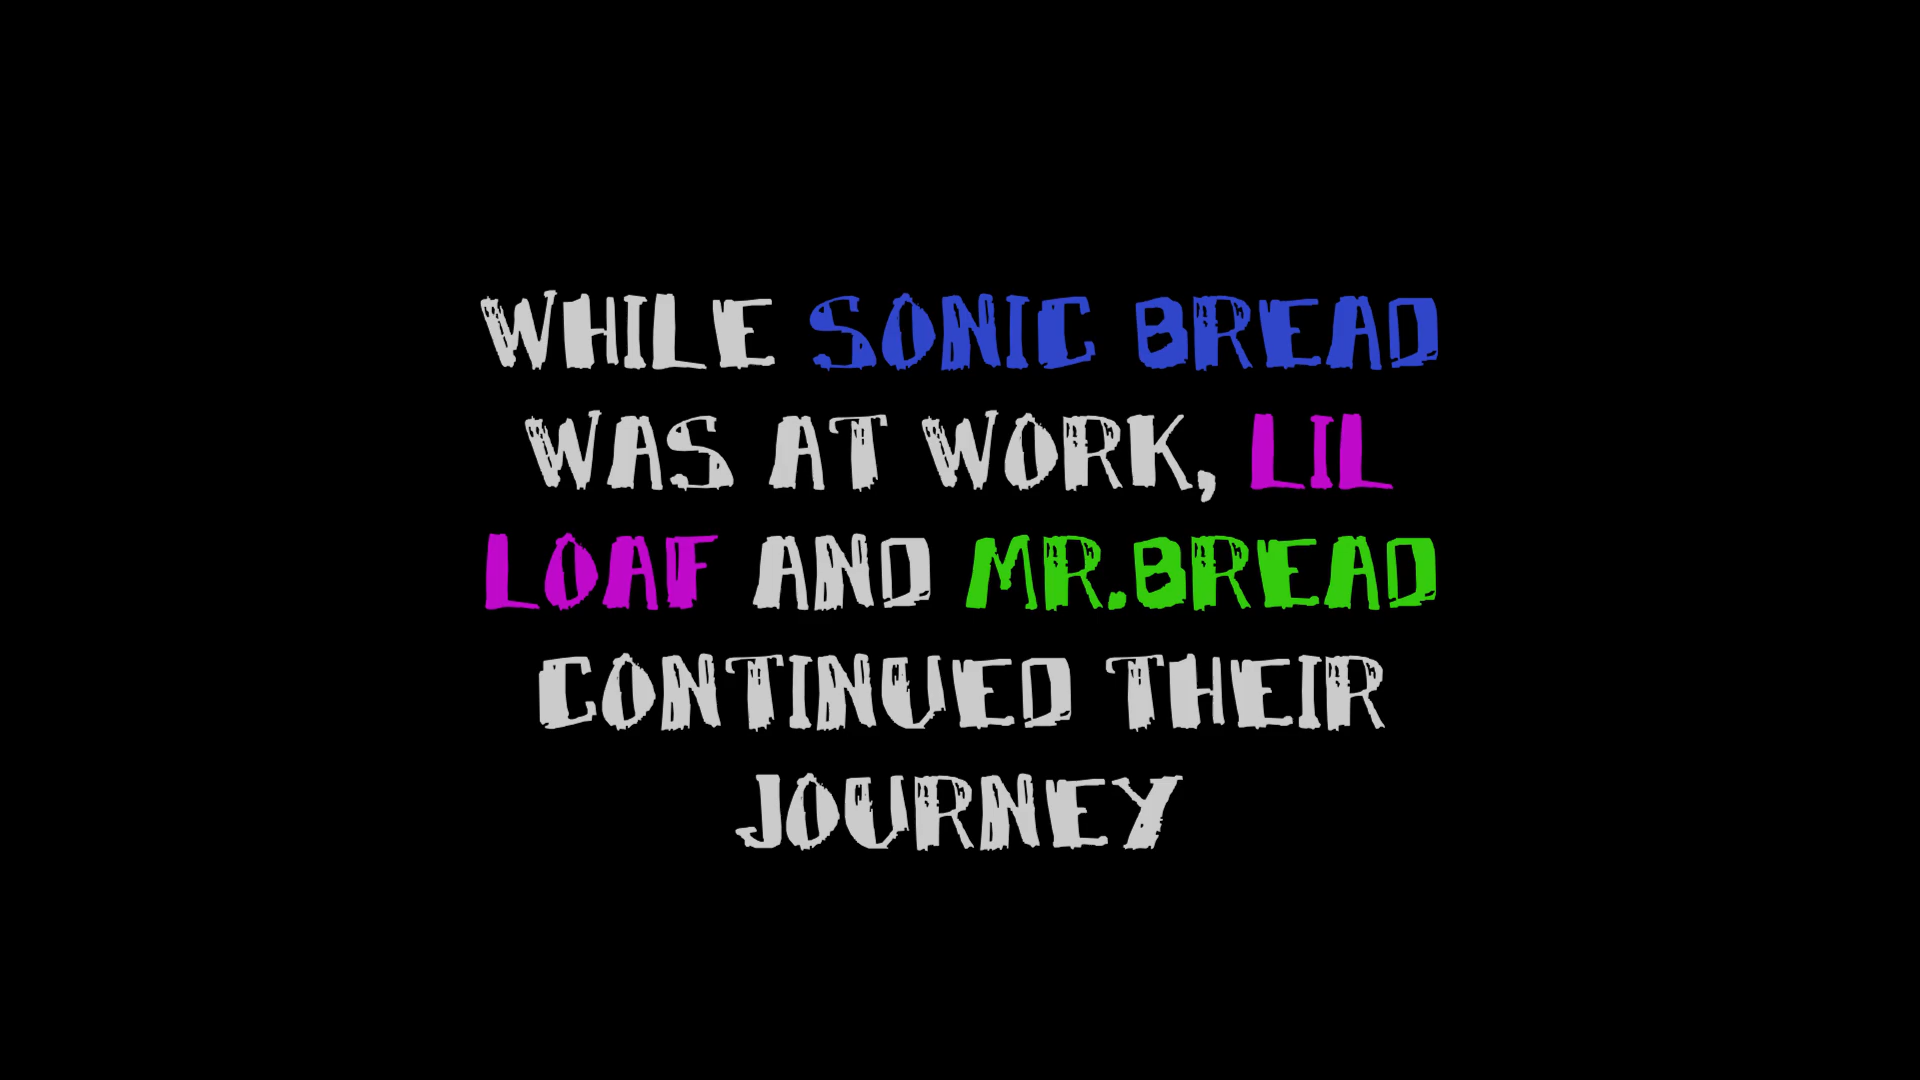 WHILE SONIC BREAD
WAS AT WORK, LIL
LOAF AND MR.BREAD
CONTINUED THEIR
JOURNEY